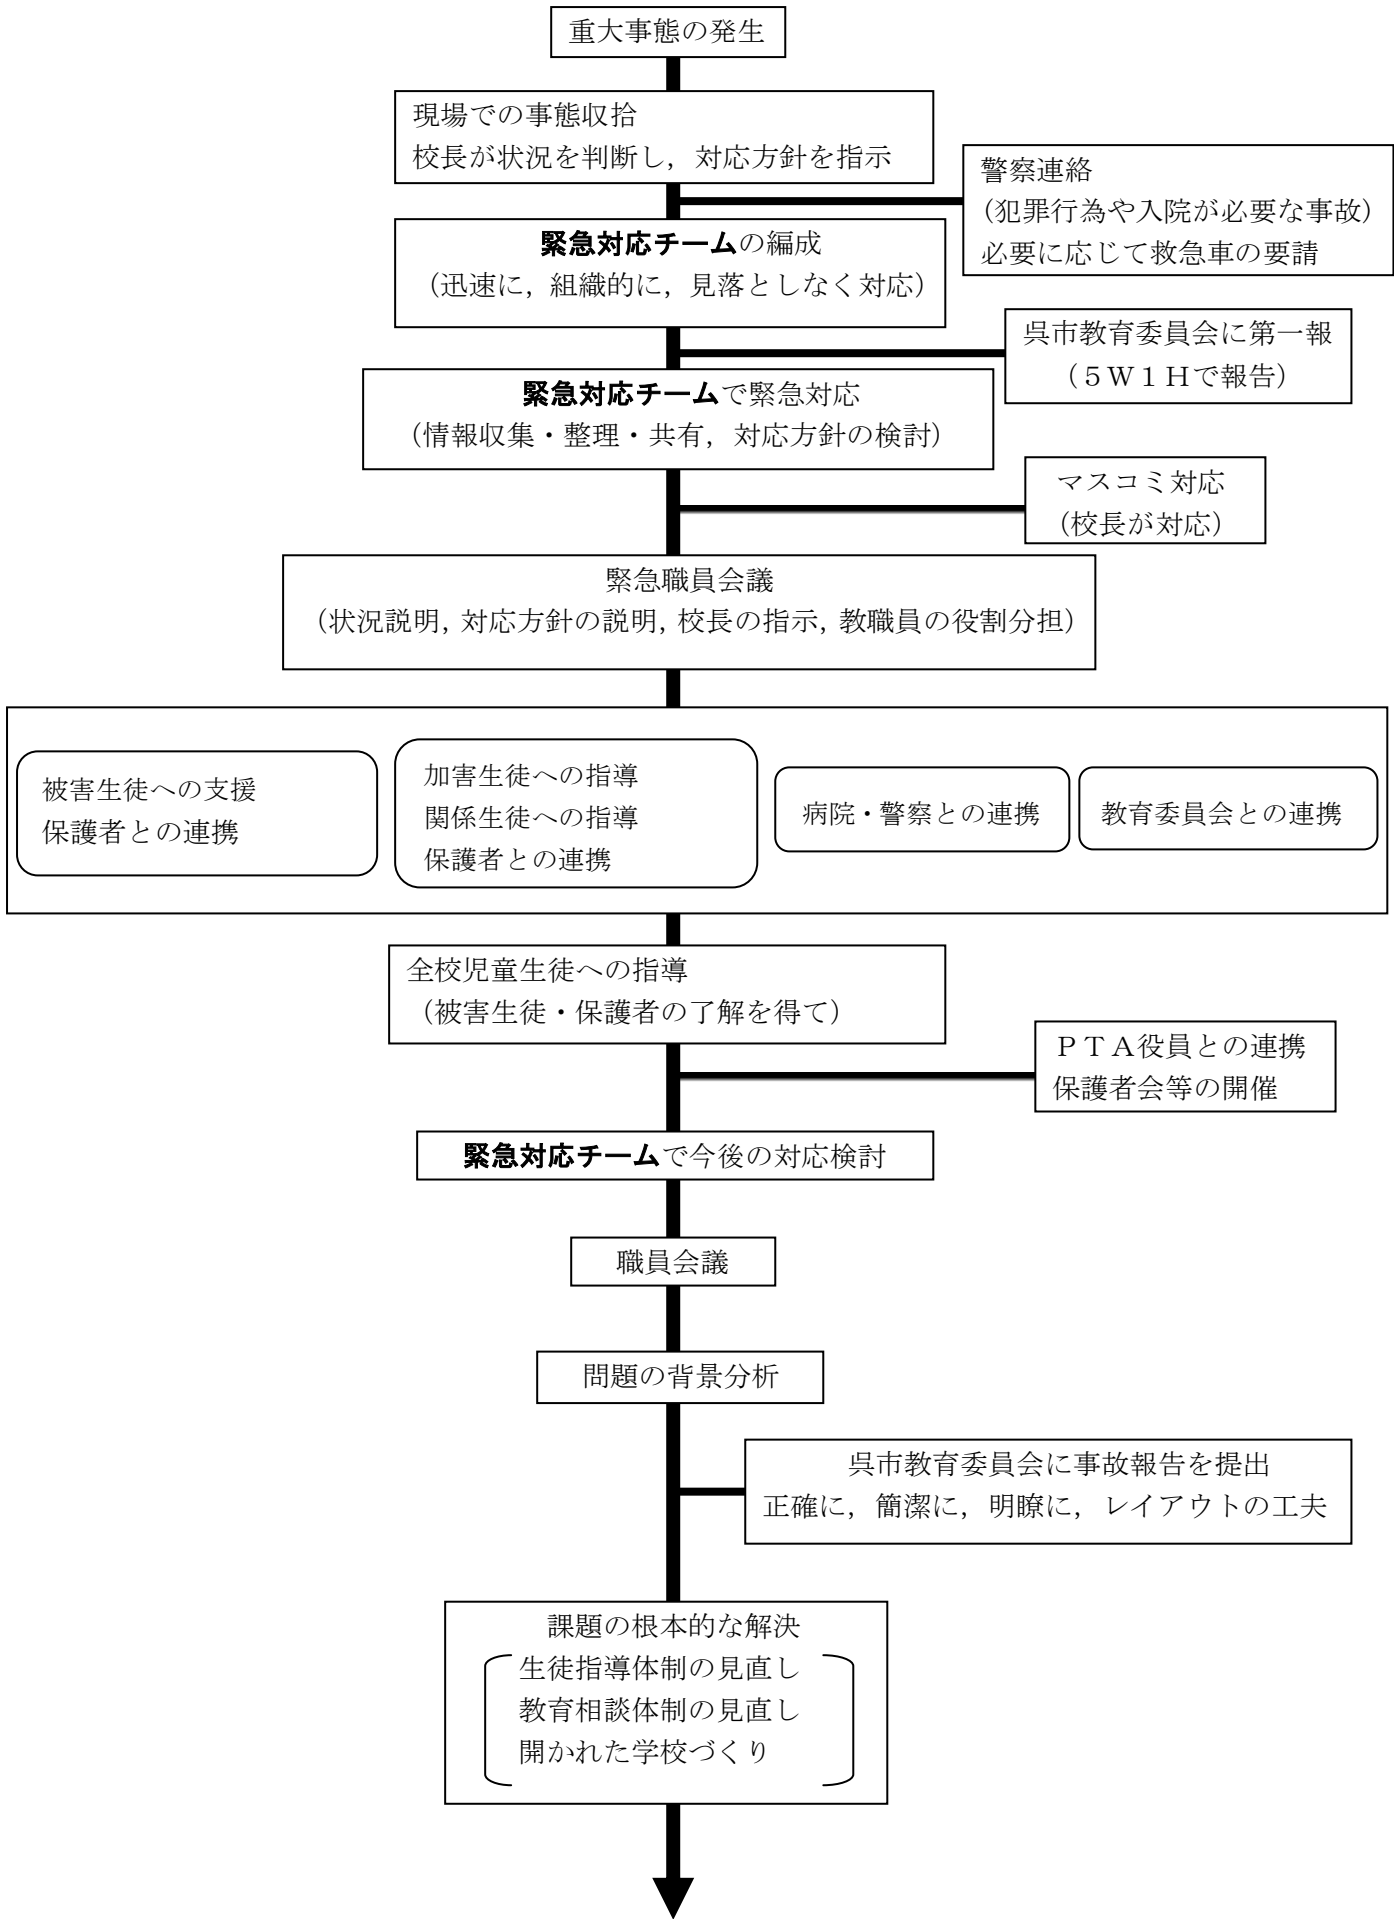 重大事態の発生
現場での事態収拾
校長が状況を判断し，対応方針を指示
警察連絡
（犯罪行為や入院が必要な事故）
必要に応じて救急車の要請
緊急対応チームの編成
（迅速に，組織的に，見落としなく対応）
呉市教育委員会に第一報
（５Ｗ１Ｈで報告）
緊急対応チームで緊急対応
（情報収集・整理・共有，対応方針の検討）
マスコミ対応
（校長が対応）
緊急職員会議
（状況説明，対応方針の説明，校長の指示，教職員の役割分担）
被害生徒への支援
保護者との連携
加害生徒への指導
関係生徒への指導
保護者との連携
病院・警察との連携
教育委員会との連携
全校児童生徒への指導
（被害生徒・保護者の了解を得て）
ＰＴＡ役員との連携
保護者会等の開催
緊急対応チームで今後の対応検討
職員会議
問題の背景分析
呉市教育委員会に事故報告を提出
正確に，簡潔に，明瞭に，レイアウトの工夫
課題の根本的な解決
生徒指導体制の見直し
教育相談体制の見直し
開かれた学校づくり